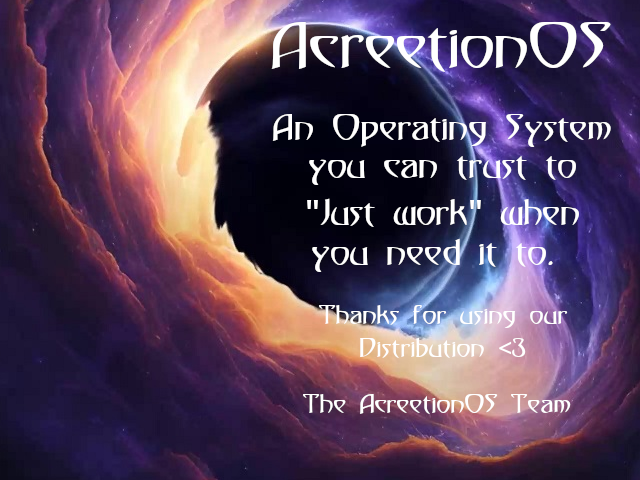 AcreetionOS
An Operating System
you can trust to
"Just work" when
you need it to.
Thanks for using our
Distribution <3
The AcreetionOS Team